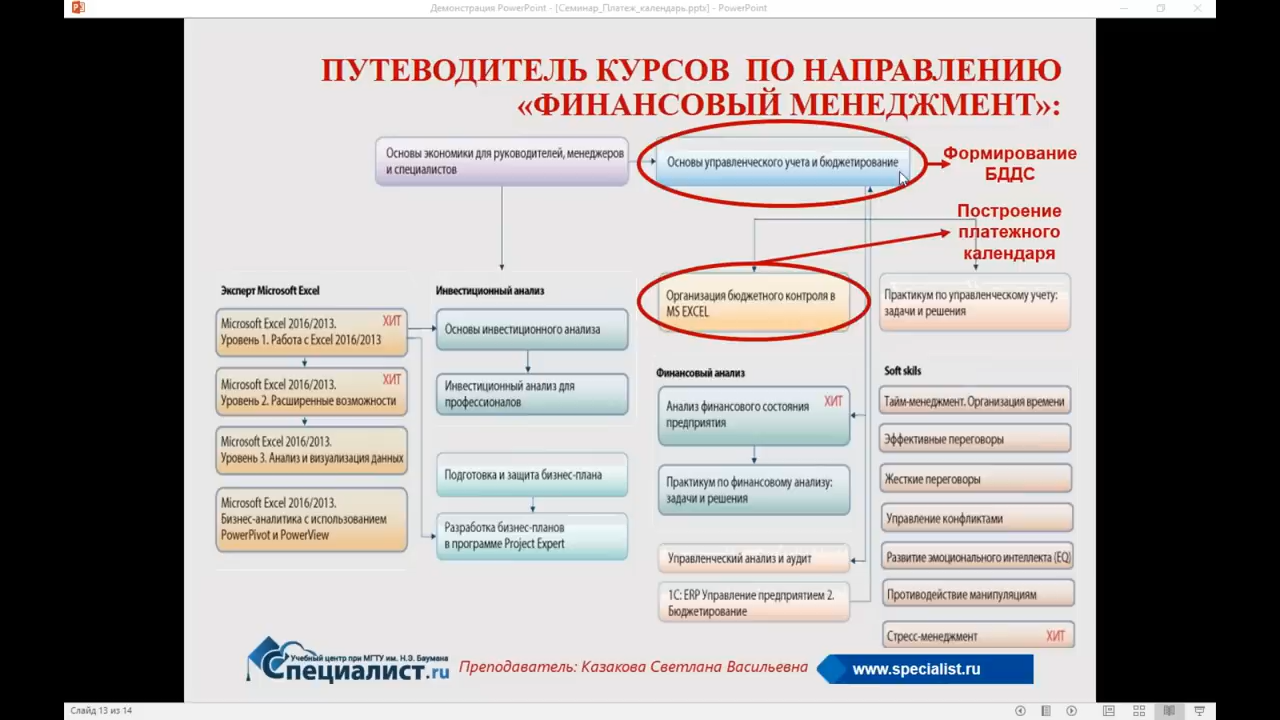 Демонстрация PowerPoint - [Семинар_Платеж_календарь.pptx] - PowerPoint
ПУТЕВОДИТЕЛЬ КУРСОВ ПО НАПРАВЛЕНИЮ
«ФИНАНСОВЫЙ МЕНЕДЖМЕНТ»:
Основы экономики для руководителей, менеджеров
и специалистов
Основы управленческого учета и бюджетирование
Формирование
БДДС
Построение
платежного
календаря
Эксперт Microsoft Excel
Microsoft Excel 2016/2013.
Уровень 1. Работа с Excel 2016/2013
ХИТ
Microsoft Excel 2016/2013.
Уровень 2. Расширенные возможности
ХИТ
Microsoft Excel 2016/2013.
Уровень 3. Анализ и визуализация данных
Microsoft Excel 2016/2013.
Бизнес-аналитика с использованием
PowerPivot и PowerView
Инвестиционный анализ
Основы инвестиционного анализа
Инвестиционный анализ для
профессионалов
Подготовка и защита бизнес-плана
Разработка бизнес-планов
в программе Project Expert
Организация бюджетного контроля в
MS EXCEL
Финансовый анализ
Анализ финансового состояния
предприятия
ХИТ
Практикум по финансовому анализу:
задачи и решения
Управленческий анализ и аудит
1С: ERP Управление предприятием 2.
Бюджетирование
Практикум по управленческому учету:
задачи и решения
Soft skils
Тайм-менеджмент. Организация времени
Эффективные переговоры
Жесткие переговоры
Управление конфликтами
Развитие эмоционального интеллекта (EQ)
Противодействие манипуляциям
Стресс-менеджмент
ХИТ
Учебный центр при МГТУ им. Н.Э. Баумана
Специалист.ru
Преподаватель: Казакова Светлана Васильевна
www.specialist.ru
Слайд 13 из 14